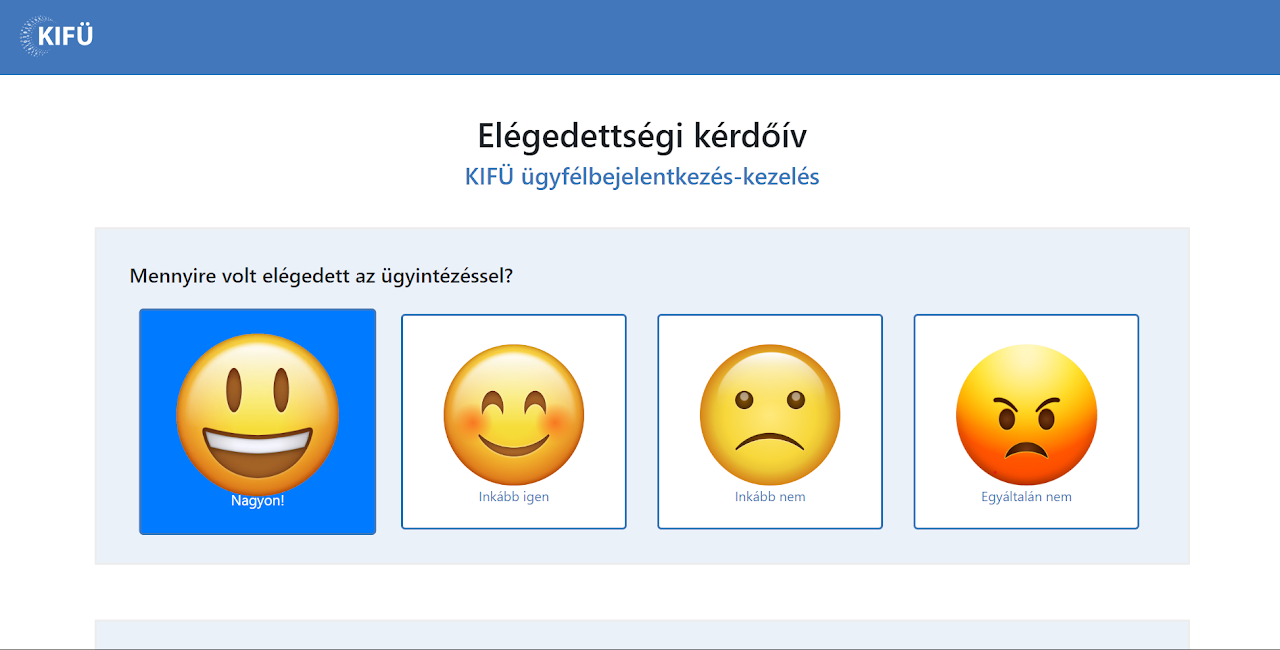 KIFÜ
Elégedettségi kérdőív
KIFÜ ügyfélbejelentkezés-kezelés
Mennyire volt elégedett az ügyintézéssel?
Nagyon!
Inkább igen
Inkább nem
Egyáltalán nem